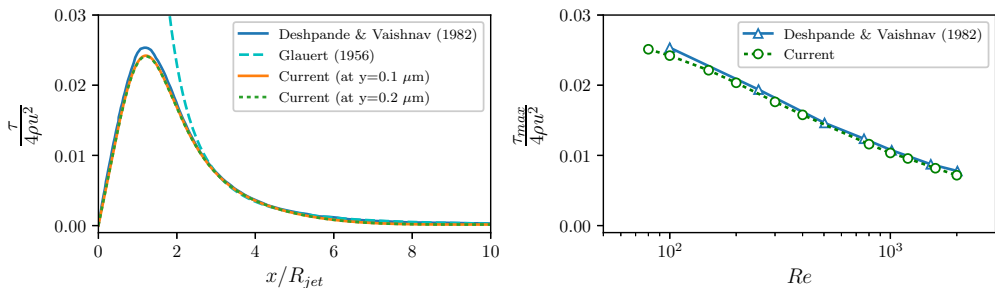 0.03
0.02
0.01
0.00
τ/4ρu²
0 2 4 6 8 10
x/R_jet
Deshpande & Vaishnav (1982)
Glauert (1956)
Current (at y=0.1 μm)
Current (at y=0.2 μm)
0.03
0.02
0.01
0.00
τ_max/4ρu²
10² 10³
Re
Deshpande & Vaishnav (1982)
Current